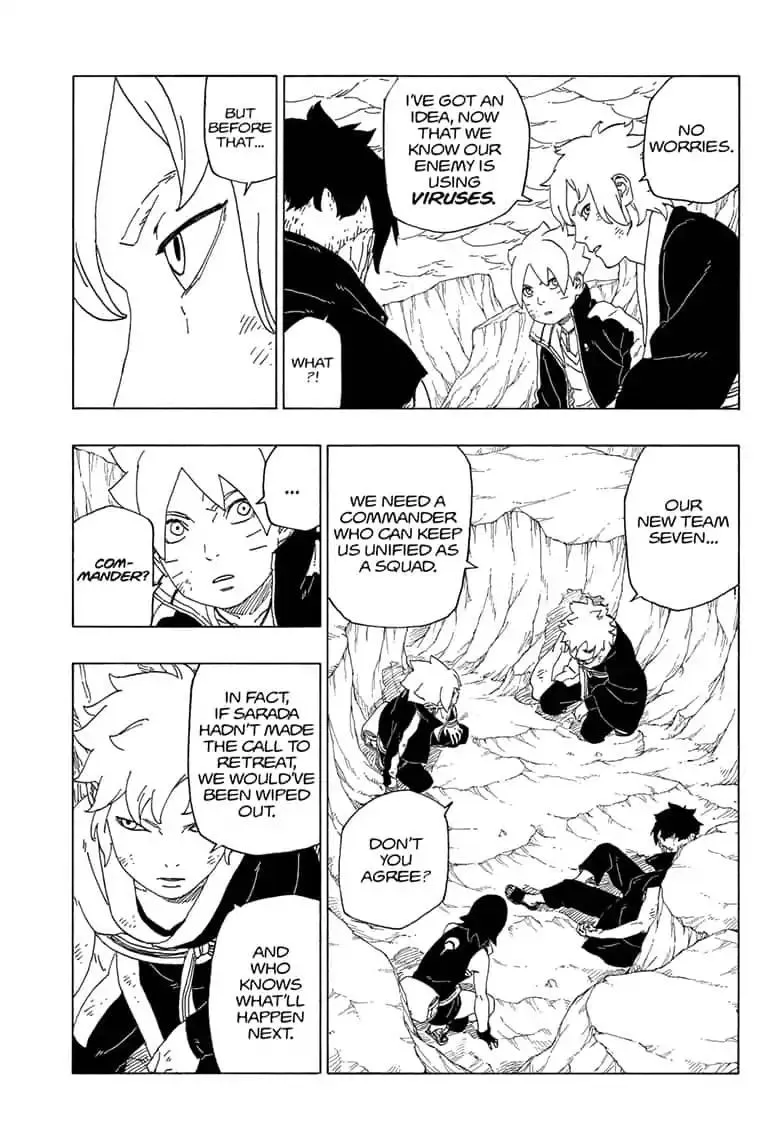 NO
WORRIES.
I'VE GOT AN
IDEA, NOW
THAT WE
KNOW OUR
ENEMY IS
USING
VIRUSES.
WHAT
?!
BUT
BEFORE
THAT...
OUR
NEW TEAM
SEVEN...
WE NEED A
COMMANDER
WHO CAN KEEP
US UNIFIED AS
A SQUAD.
DON'T
YOU
AGREE?
...
COM-
MANDER?
IN FACT,
IF SARADA
HADN'T MADE
THE CALL TO
RETREAT,
WE WOULD'VE
BEEN WIPED
OUT.
AND
WHO
KNOWS
WHAT'LL
HAPPEN
NEXT.